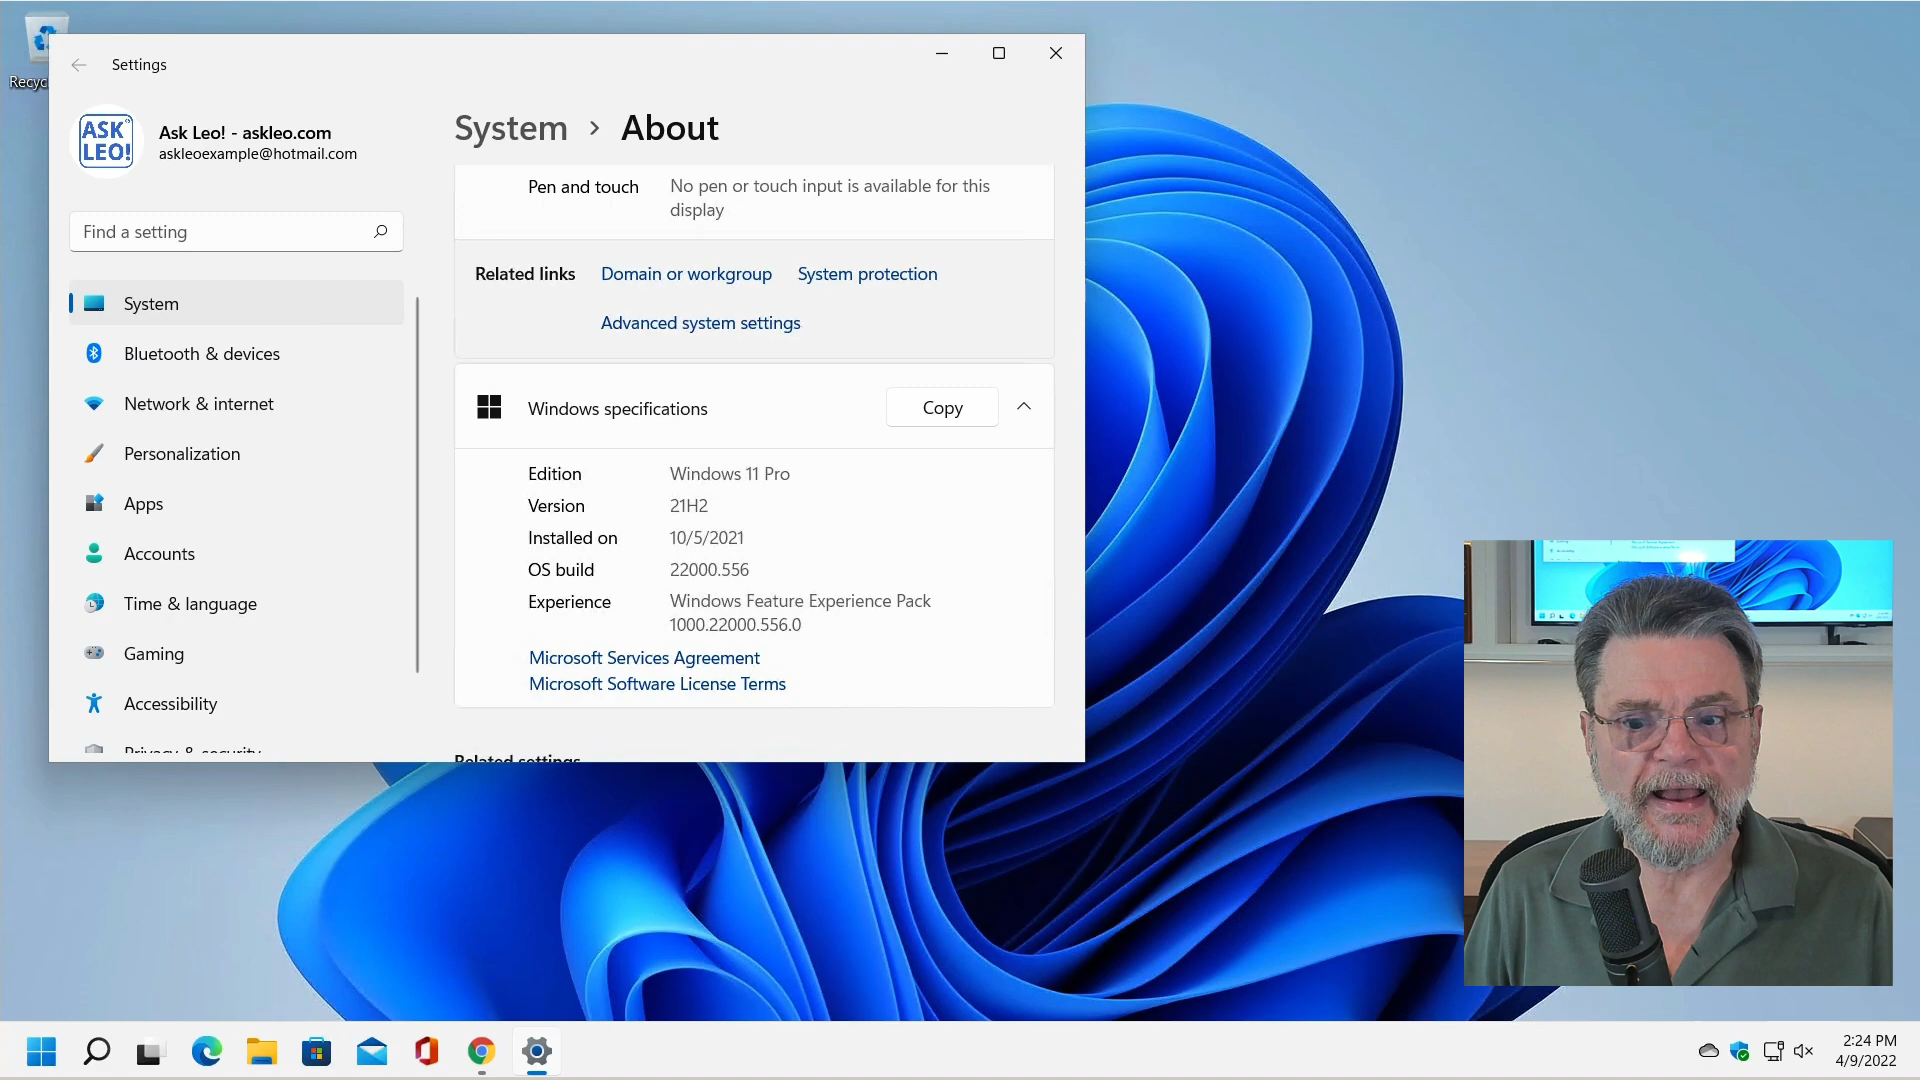 Recyc
Settings
ASK
LEO!
Ask Leo! - askleo.com
askleoexample@hotmail.com
Find a setting
System
Bluetooth & devices
Network & internet
Personalization
Apps
Accounts
Time & language
Gaming
Accessibility
Privacy & security
System > About
Pen and touch No pen or touch input is available for this
display
Related links Domain or workgroup System protection
Advanced system settings
Windows specifications Copy
Edition Windows 11 Pro
Version 21H2
Installed on 10/5/2021
OS build 22000.556
Experience Windows Feature Experience Pack
1000.22000.556.0
Microsoft Services Agreement
Microsoft Software License Terms
Related settings
2:24 PM
4/9/2022